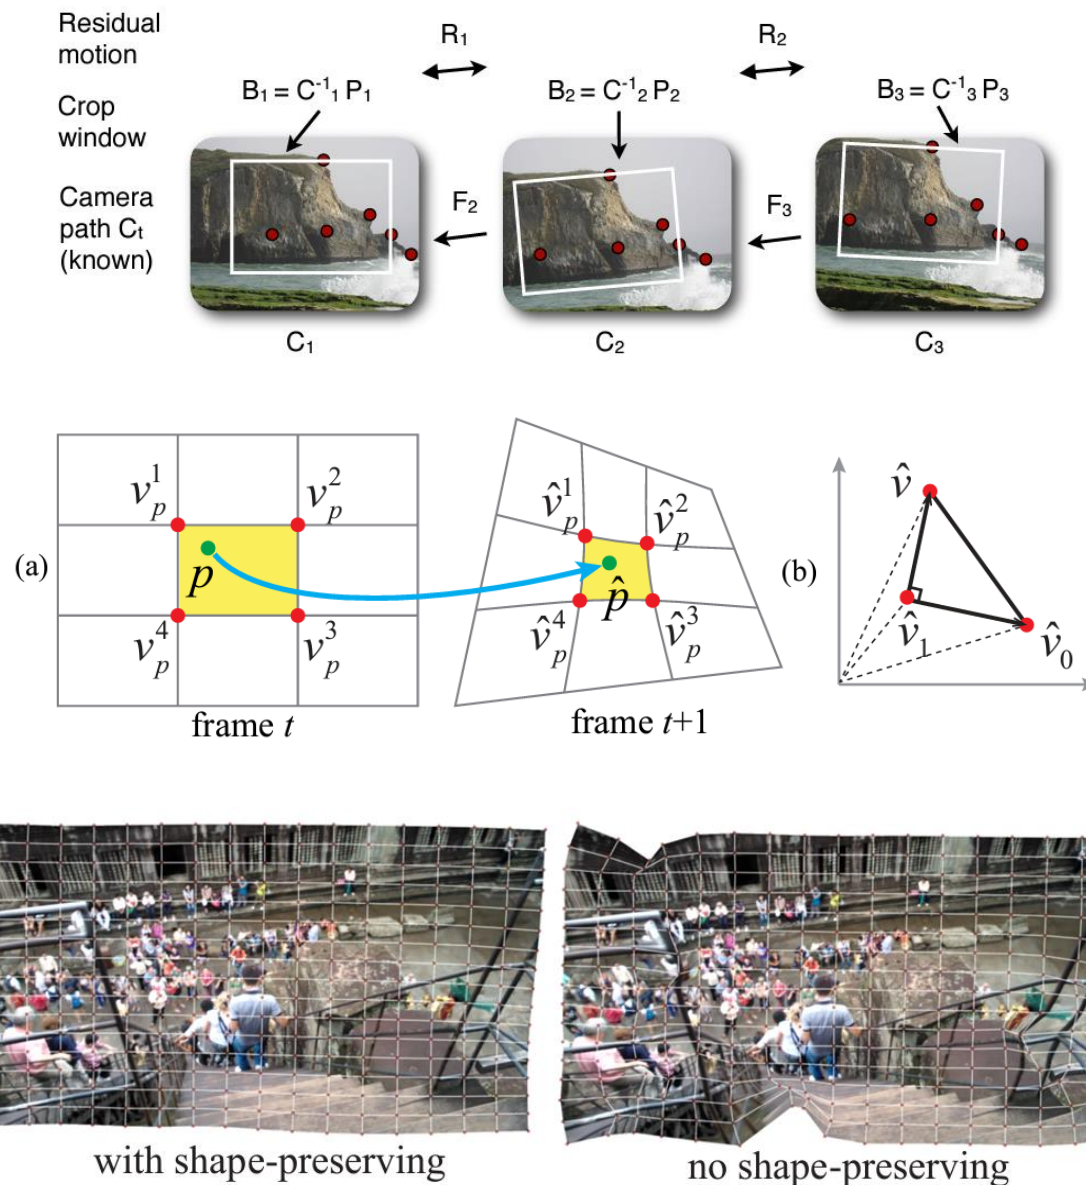 Residual
motion
R₁
R₂
B₁ = C⁻¹₁ P₁
B₂ = C⁻¹₂ P₂
B₃ = C⁻¹₃ P₃
Crop
window
Camera
path Cₜ
(known)
F₂
F₃
C₁
C₂
C₃
(a)
v¹ₚ
v²ₚ
p
v⁴ₚ
v³ₚ
frame t
v̂¹ₚ
v̂²ₚ
p̂
v̂⁴ₚ
v̂³ₚ
frame t+1
(b)
v̂
v̂₁
v̂₀
with shape-preserving
no shape-preserving